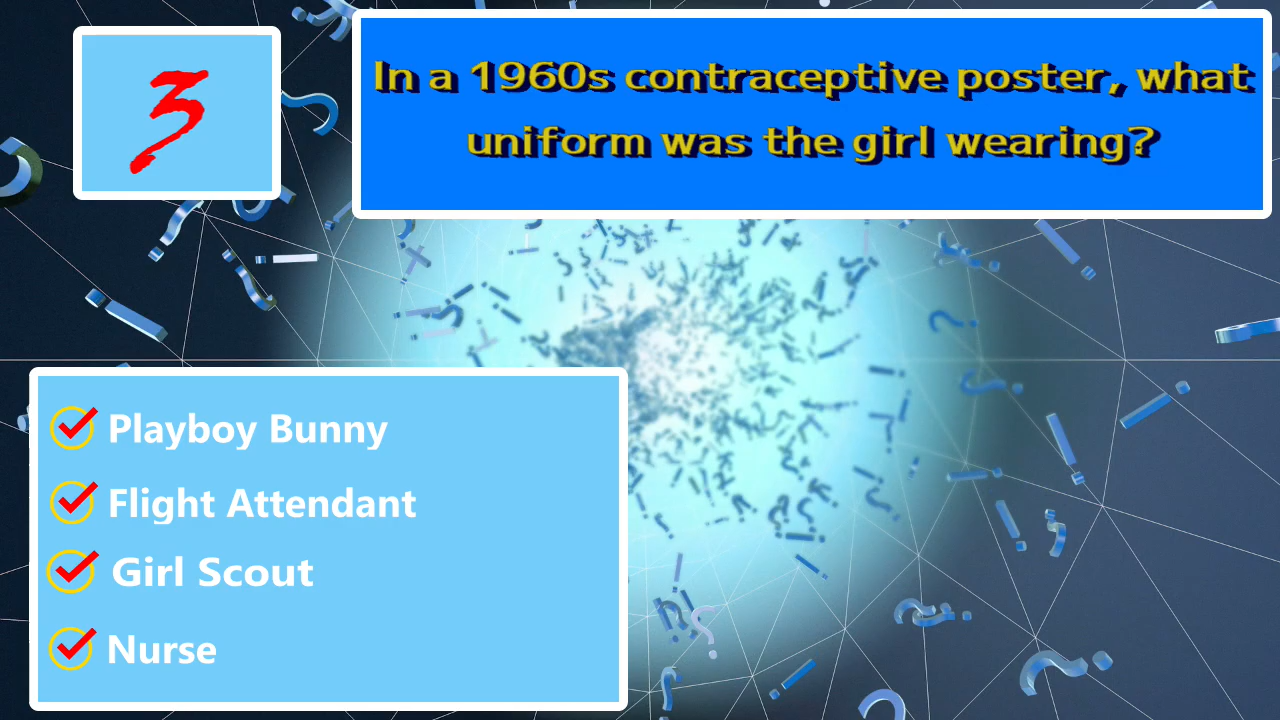 3
In a 1960s contraceptive poster, what
uniform was the girl wearing?
Playboy Bunny
Flight Attendant
Girl Scout
Nurse